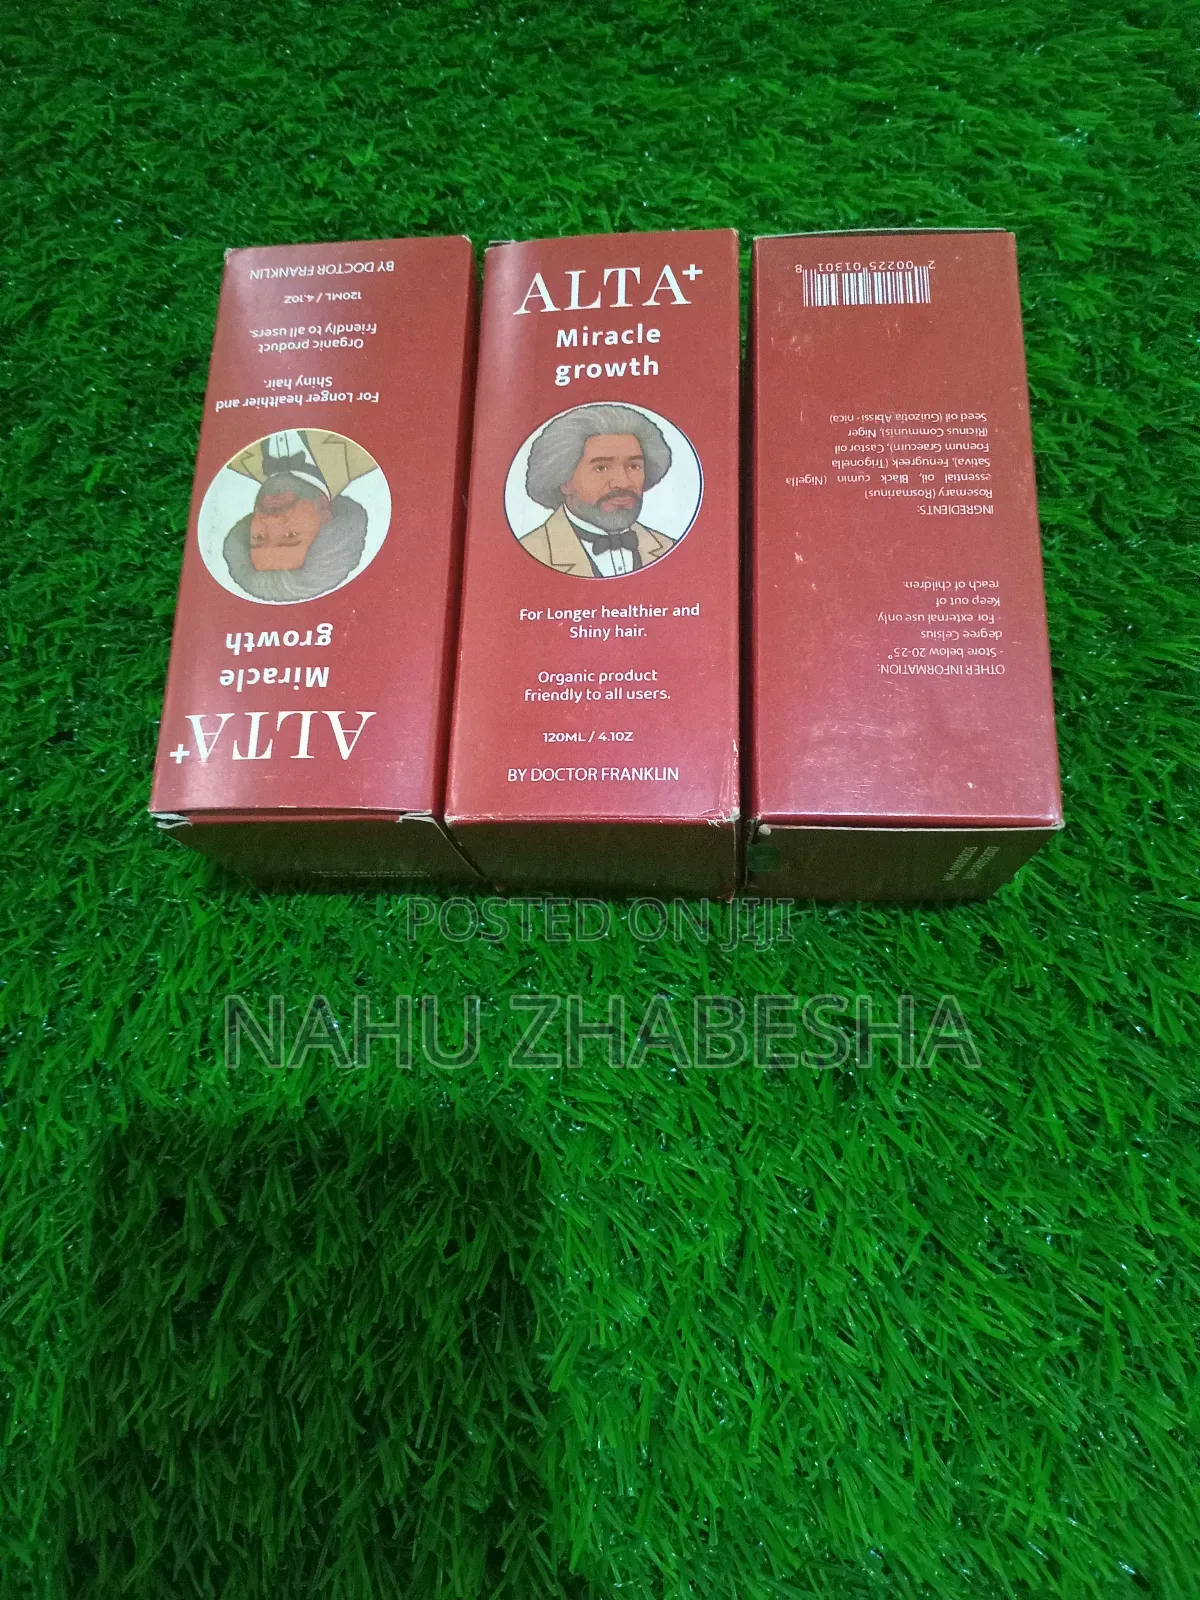 BY DOCTOR FRANKLIN
120ML / 4.1OZ
Organic product
friendly to all users.
For Longer healthier and
Shiny hair.
Miracle
growth
ALTA+
ALTA+
Miracle
growth
For Longer healthier and
Shiny hair.
Organic product
friendly to all users.
120ML / 4.1OZ
BY DOCTOR FRANKLIN
OTHER INFORMATION:
- Store below 20-25°
degree Celsius
- For external use only.
Keep out of
reach of children.
INGREDIENTS:
Rosemary (Rosmarinus)
essential oil, Black cumin (Nigella
Sativa), Fenugreek (Trigonella
Foenum Graecum), Castor oil
(Ricinus Communis), Niger
Seed oil (Guizotia Abissi-nica)
2 00225 01301 8
POSTED ON JIJI
NAHU ZHABESHA